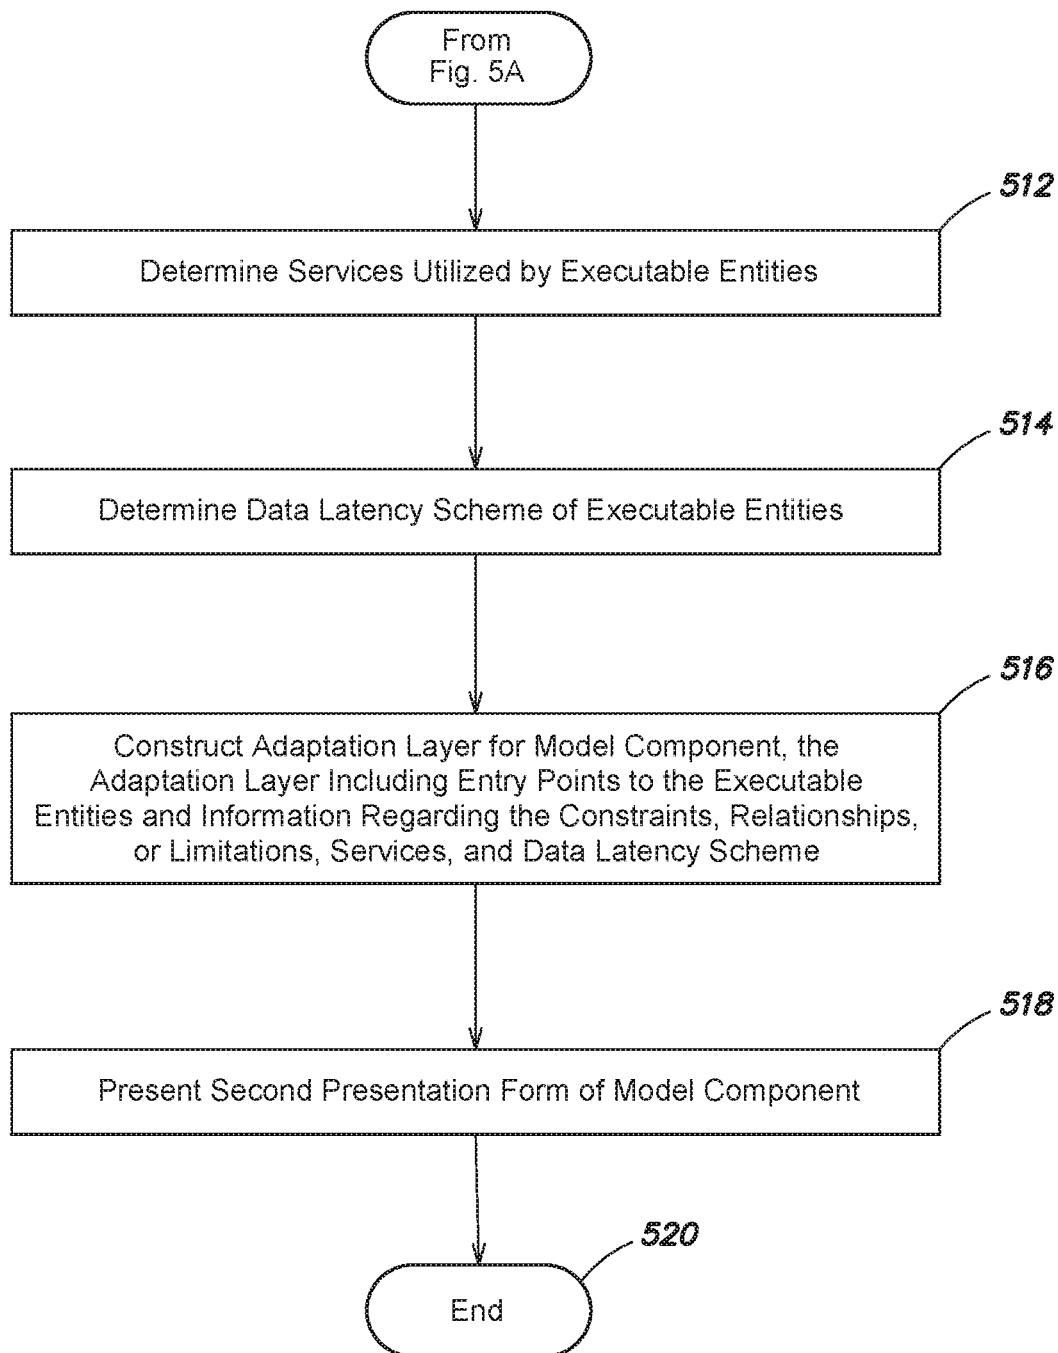 From
Fig. 5A
512
Determine Services Utilized by Executable Entities
514
Determine Data Latency Scheme of Executable Entities
516
Construct Adaptation Layer for Model Component, the
Adaptation Layer Including Entry Points to the Executable
Entities and Information Regarding the Constraints, Relationships,
or Limitations, Services, and Data Latency Scheme
518
Present Second Presentation Form of Model Component
520
End